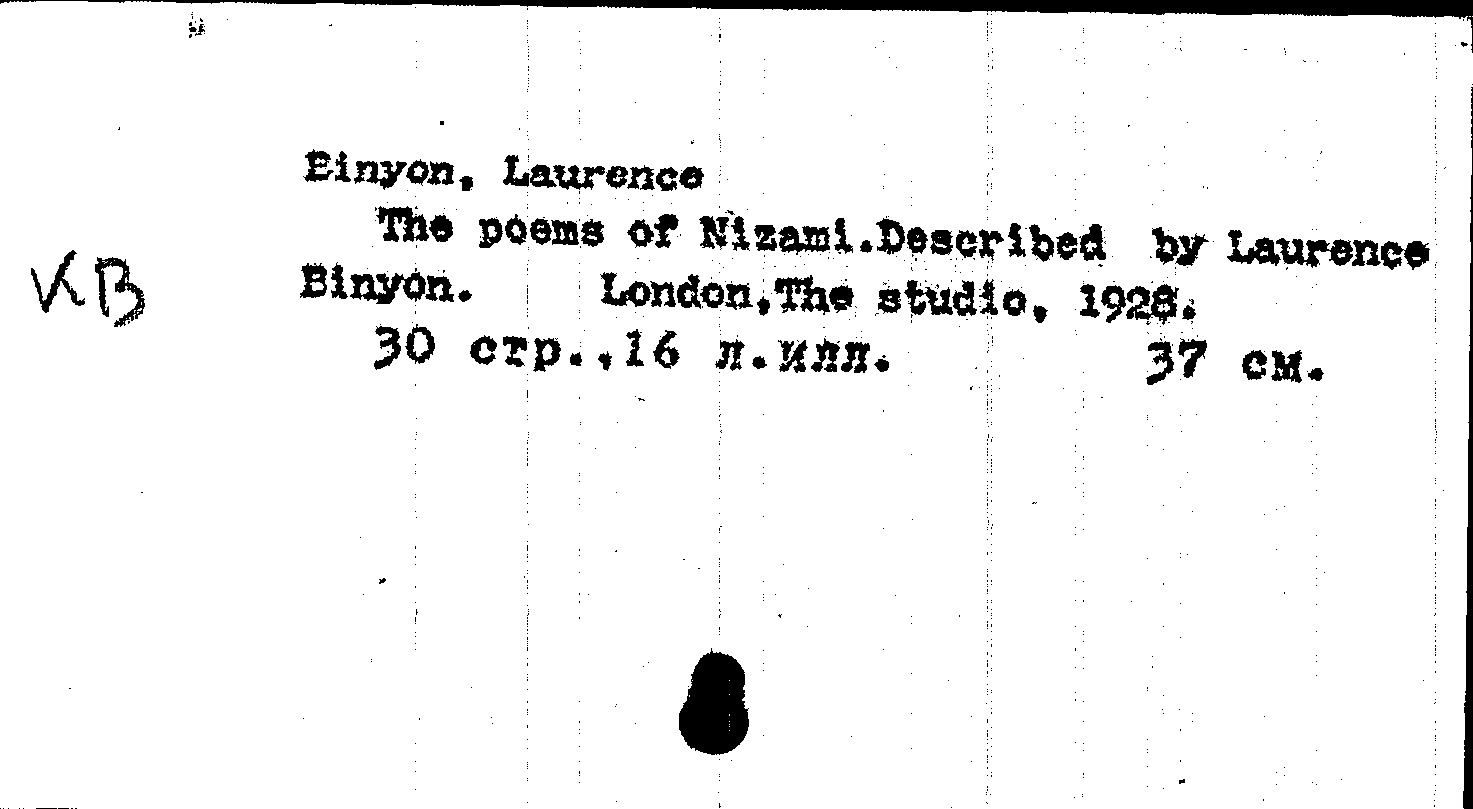 Binyon, Laurence
The poems of Nizami.Described by Laurence
КВ
Binyon. London,The studio, 1928.
30 стр.,16 л.илл. 37 см.